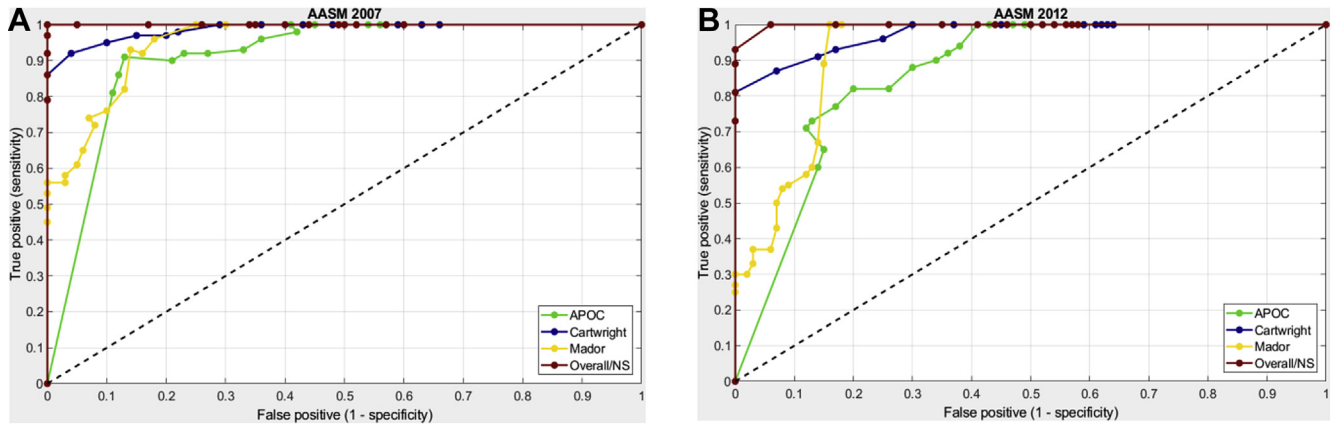 A
AASM 2007
True positive (sensitivity)
1
0.9
0.8
0.7
0.6
0.5
0.4
0.3
0.2
0.1
0
0 0.1 0.2 0.3 0.4 0.5 0.6 0.7 0.8 0.9 1
False positive (1 - specificity)
APOC
Cartwright
Mador
Overall/NS
B
AASM 2012
True positive (sensitivity)
1
0.9
0.8
0.7
0.6
0.5
0.4
0.3
0.2
0.1
0
0 0.1 0.2 0.3 0.4 0.5 0.6 0.7 0.8 0.9 1
False positive (1 - specificity)
APOC
Cartwright
Mador
Overall/NS